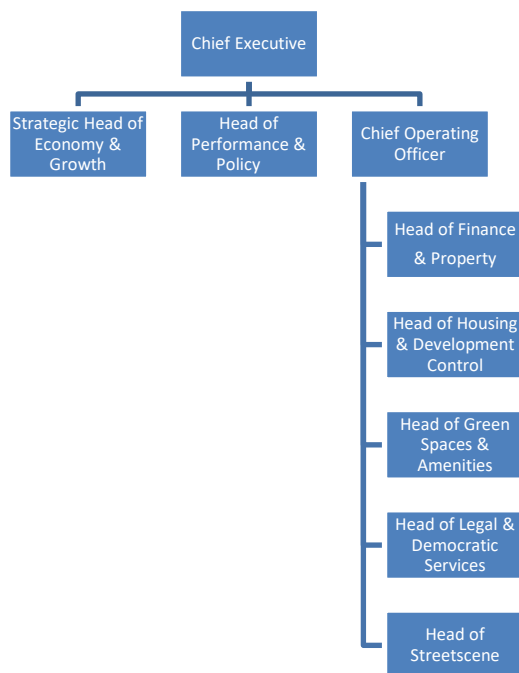 Chief Executive
Strategic Head of
Economy &
Growth
Head of
Performance &
Policy
Chief Operating
Officer
Head of Finance
& Property
Head of Housing
& Development
Control
Head of Green
Spaces &
Amenities
Head of Legal &
Democratic
Services
Head of
Streetscene